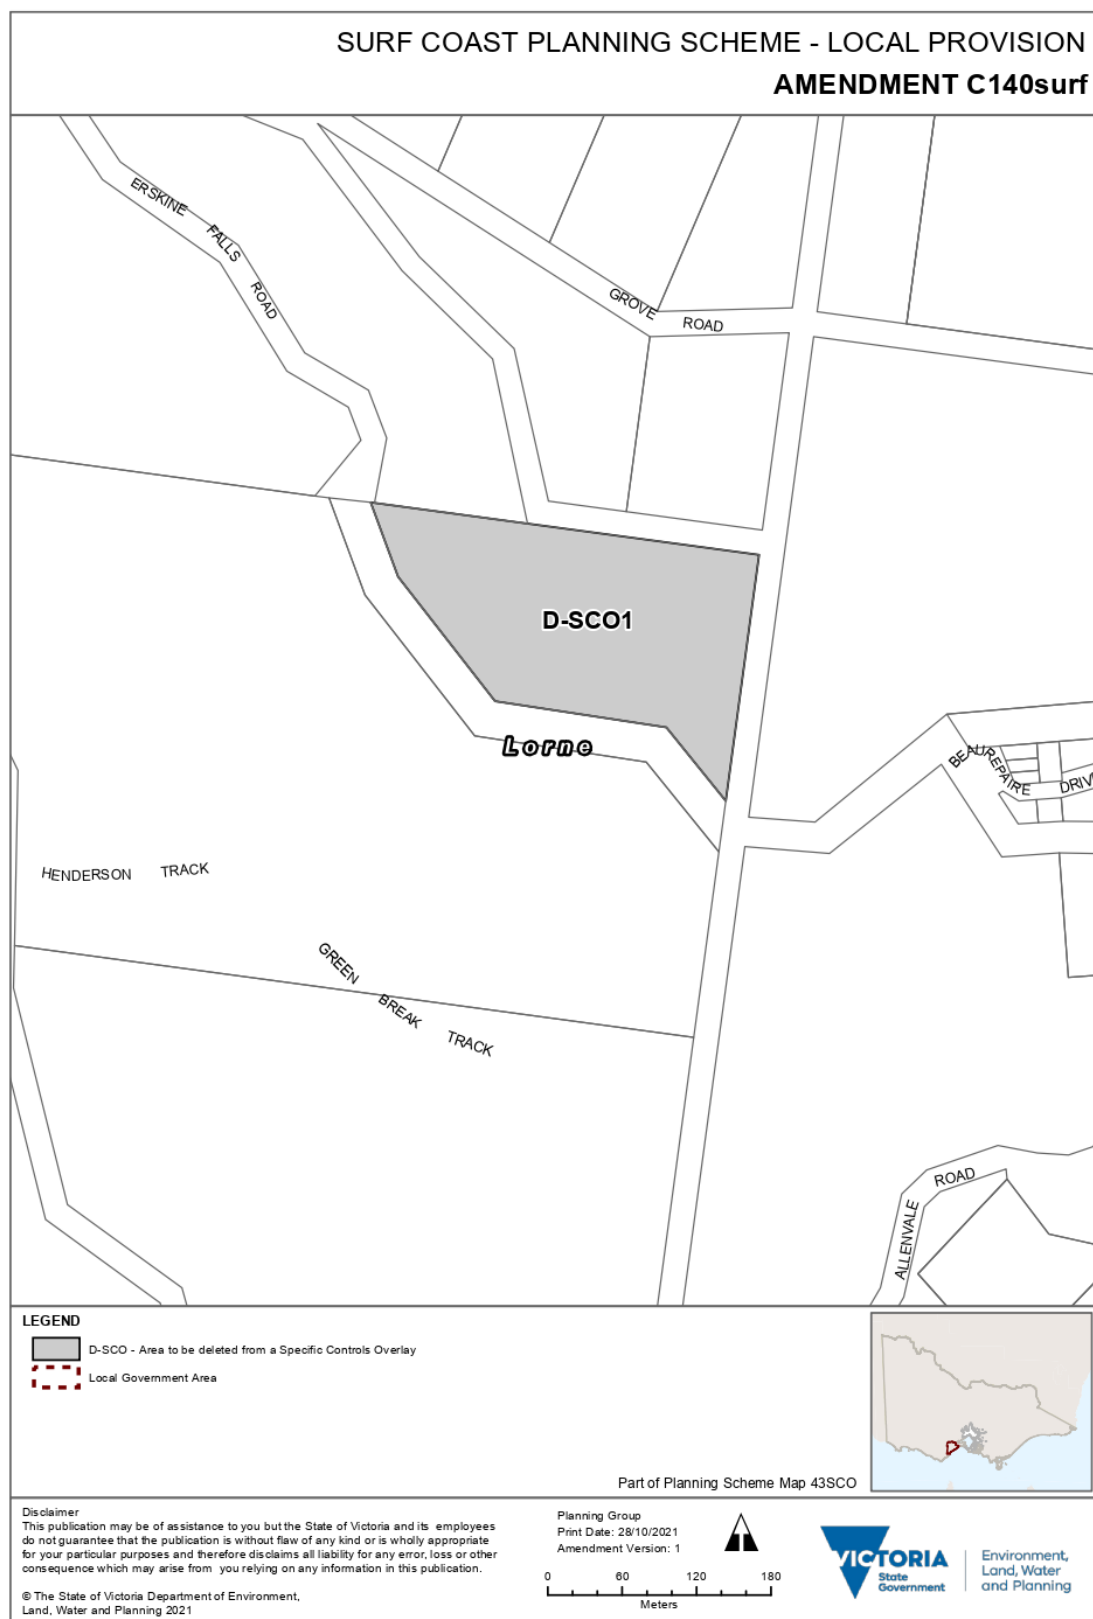 SURF COAST PLANNING SCHEME - LOCAL PROVISION
AMENDMENT C140surf
ERSKINE FALLS ROAD
GROVE ROAD
D-SCO1
Lorne
BEAUREPAIRE DRIV
HENDERSON TRACK
GREEN BREAK TRACK
ALLENVALE ROAD
LEGEND
D-SCO - Area to be deleted from a Specific Controls Overlay
Local Government Area
Part of Planning Scheme Map 43SCO
Disclaimer
This publication may be of assistance to you but the State of Victoria and its employees
do not guarantee that the publication is without flaw of any kind or is wholly appropriate
for your particular purposes and therefore disclaims all liability for any error, loss or other
consequence which may arise from you relying on any information in this publication.
© The State of Victoria Department of Environment,
Land, Water and Planning 2021
Planning Group
Print Date: 28/10/2021
Amendment Version: 1
0 60 120 180
Meters
VICTORIA
State
Government
Environment,
Land, Water
and Planning